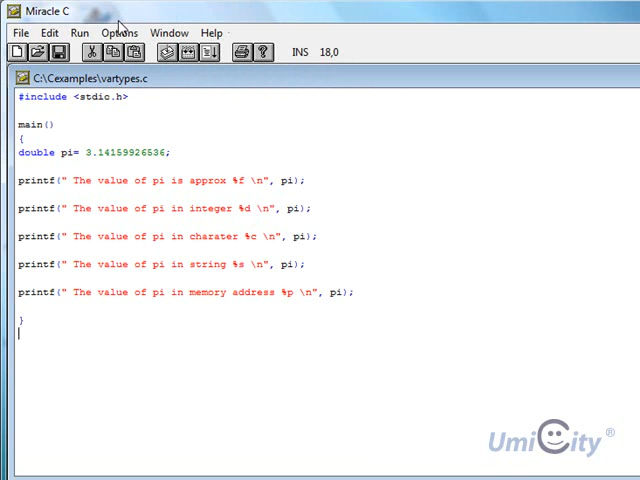 Miracle C
File Edit Run Options Window Help
INS 18,0
C:\Cexamples\vartypes.c
#include <stdio.h>
main()
{
double pi= 3.14159926536;
printf(" The value of pi is approx %f \n", pi);
printf(" The value of pi in integer %d \n", pi);
printf(" The value of pi in charater %c \n", pi);
printf(" The value of pi in string %s \n", pi);
printf(" The value of pi in memory address %p \n", pi);
}
UmiCity ®